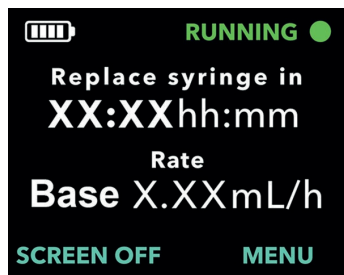 RUNNING
Replace syringe in
XX:XXhh:mm
Rate
Base X.XXmL/h
SCREEN OFF MENU